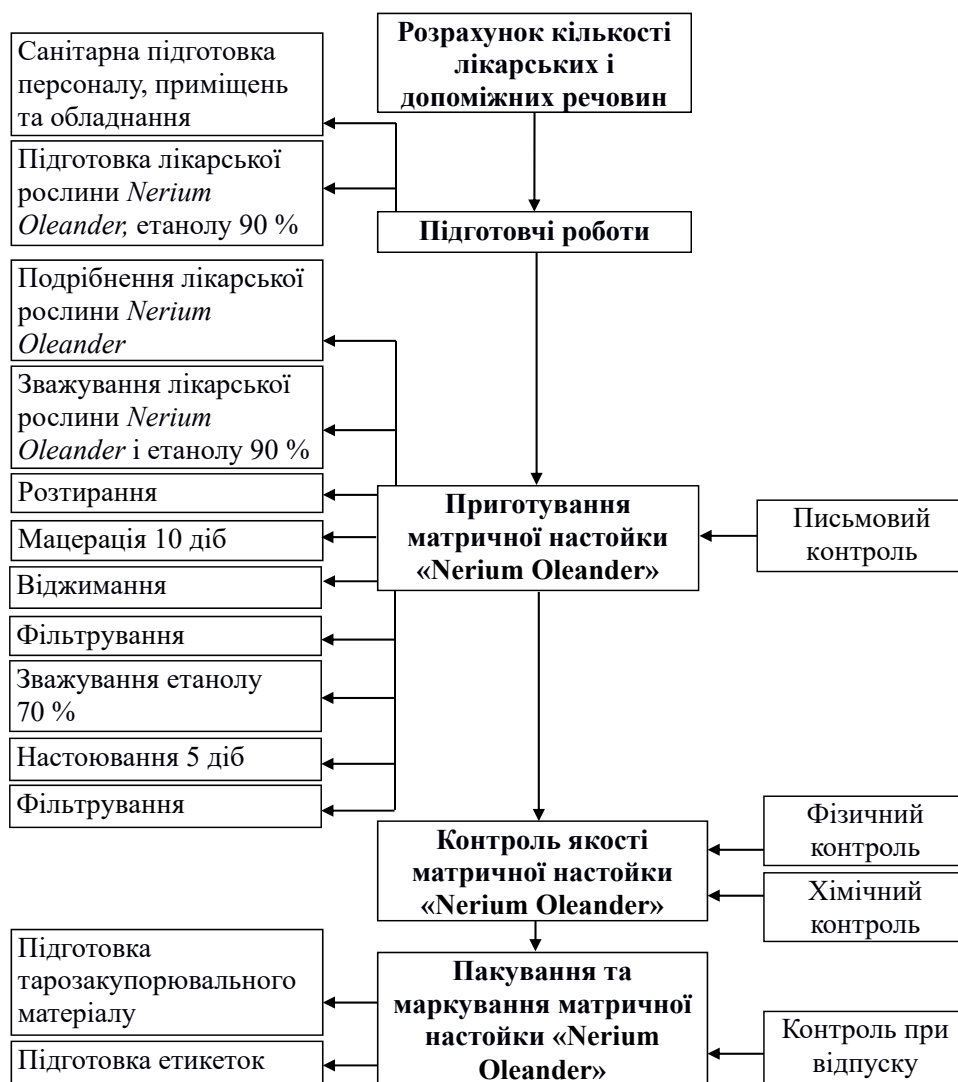 Розрахунок кількості
лікарських і
допоміжних речовин
Санітарна підготовка
персоналу, приміщень
та обладнання
Підготовка лікарської
рослини Nerium
Oleander, етанолу 90 %
Підготовчі роботи
Подрібнення лікарської
рослини Nerium
Oleander
Зважування лікарської
рослини Nerium
Oleander і етанолу 90 %
Розтирання
Мацерація 10 діб
Віджимання
Фільтрування
Зважування етанолу
70 %
Настоювання 5 діб
Фільтрування
Приготування
матричної настойки
«Nerium Oleander»
Письмовий
контроль
Контроль якості
матричної настойки
«Nerium Oleander»
Фізичний
контроль
Хімічний
контроль
Підготовка
тарозакупорювального
матеріалу
Підготовка етикеток
Пакування та
маркування матричної
настойки «Nerium
Oleander»
Контроль при
відпуску